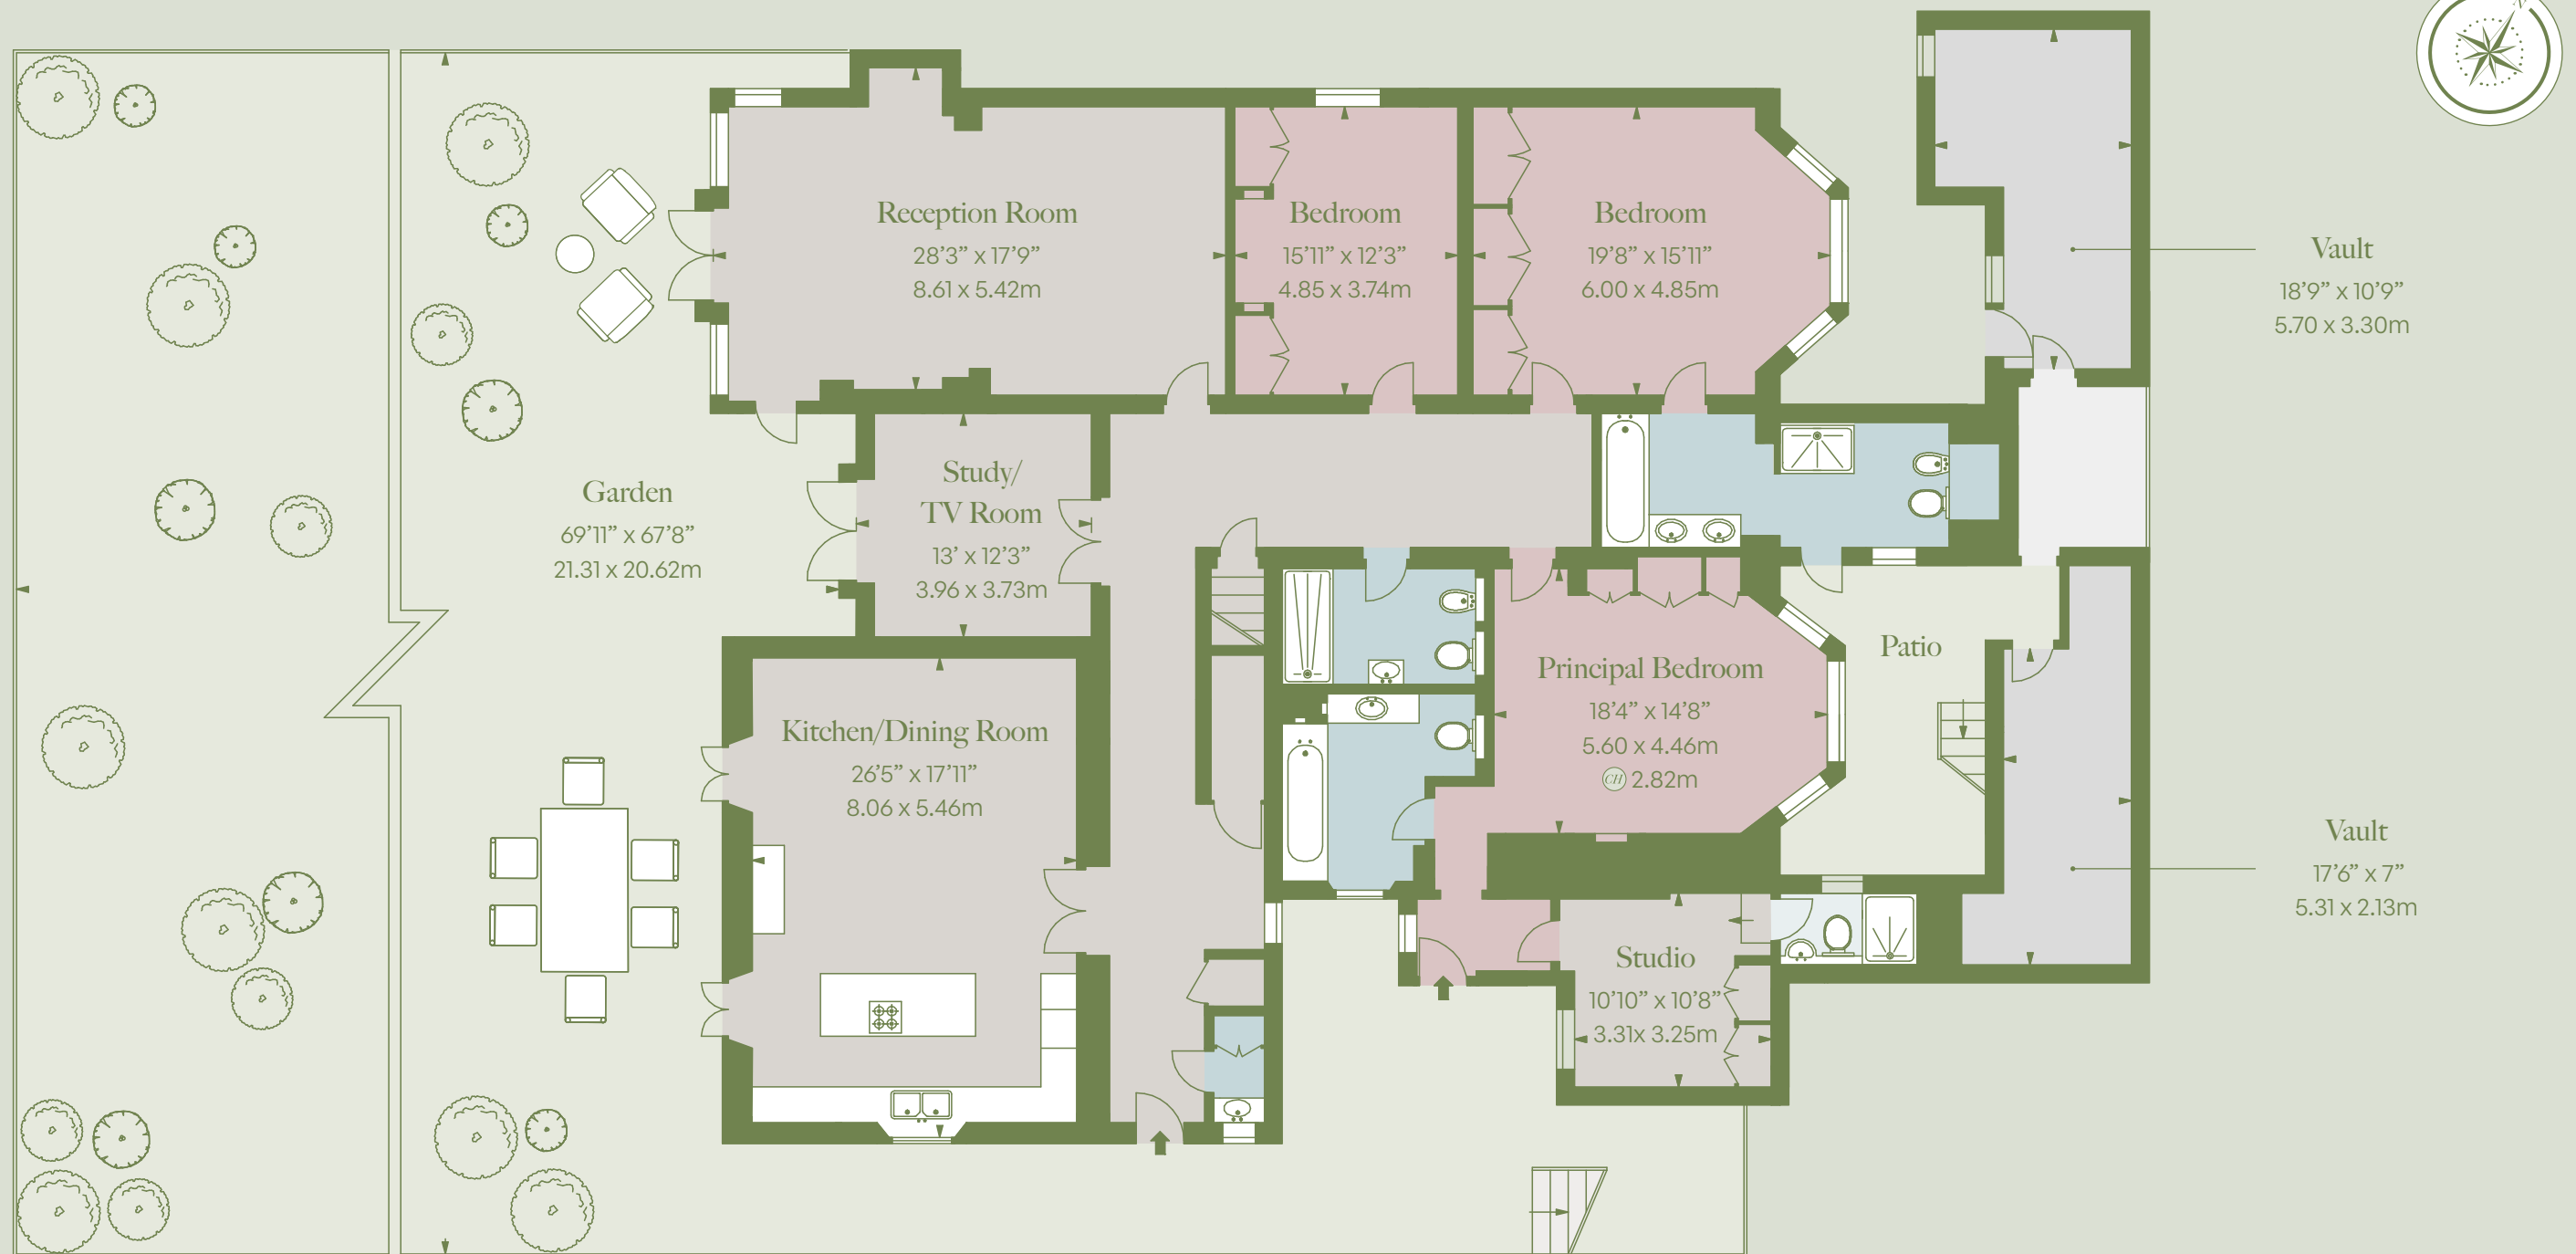 Reception Room
28’3” x 17’9”
8.61 x 5.42m
Bedroom
15’11” x 12’3”
4.85 x 3.74m
Bedroom
19’8” x 15’11”
6.00 x 4.85m
Vault
18’9” x 10’9”
5.70 x 3.30m
Garden
69’11” x 67’8”
21.31 x 20.62m
Study/
TV Room
13’ x 12’3”
3.96 x 3.73m
Kitchen/Dining Room
26’5” x 17’11”
8.06 x 5.46m
Principal Bedroom
18’4” x 14’8”
5.60 x 4.46m
CH 2.82m
Patio
Vault
17’6” x 7”
5.31 x 2.13m
Studio
10’10” x 10’8”
3.31x 3.25m